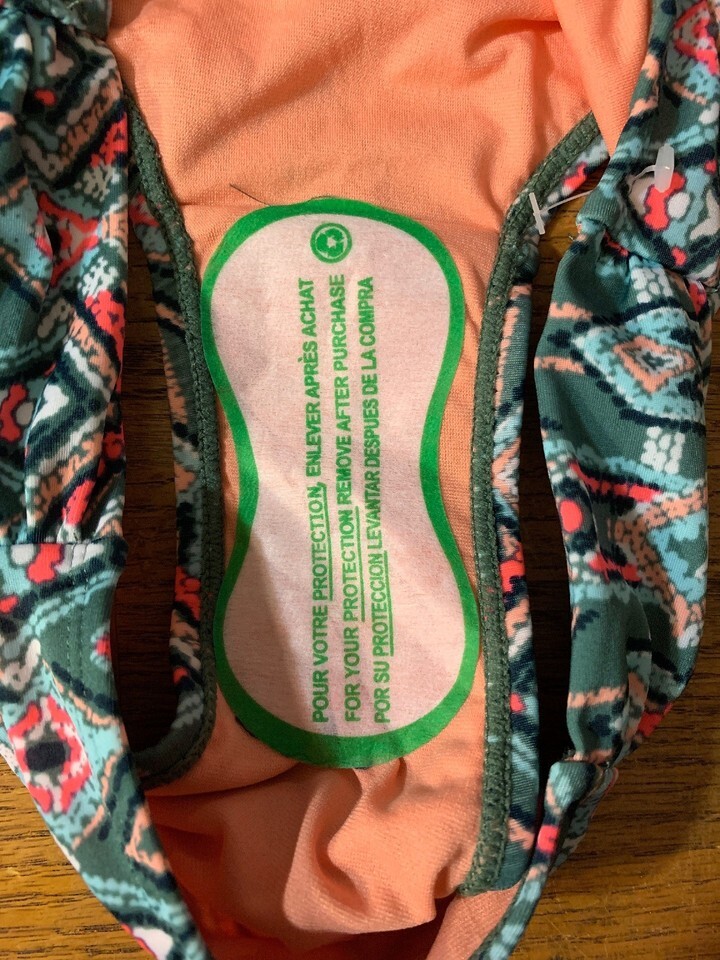 POUR VOTRE PROTECTION, ENLEVER APRÈS ACHAT
FOR YOUR PROTECTION REMOVE AFTER PURCHASE
POR SU PROTECCION LEVANTAR DESPUES DE LA COMPRA